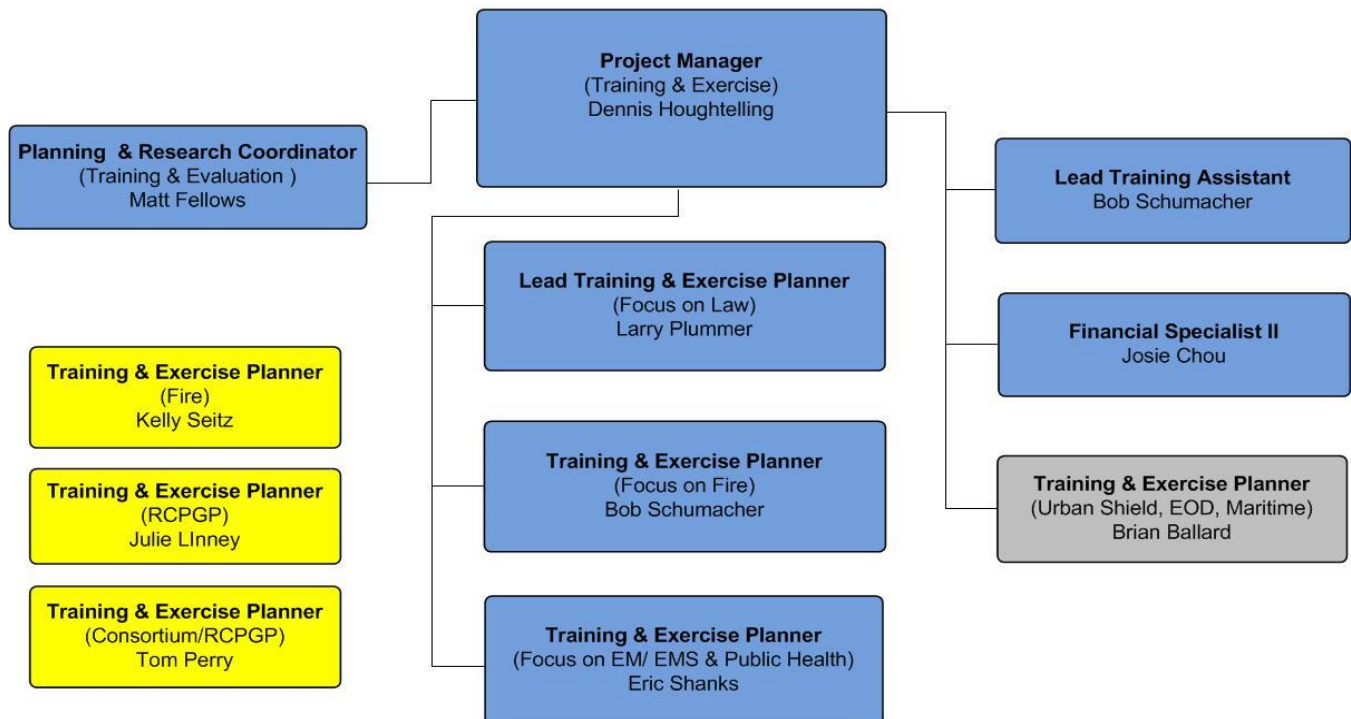 Project Manager
(Training & Exercise)
Dennis Houghtelling
Planning & Research Coordinator
(Training & Evaluation )
Matt Fellows
Lead Training Assistant
Bob Schumacher
Lead Training & Exercise Planner
(Focus on Law)
Larry Plummer
Financial Specialist II
Josie Chou
Training & Exercise Planner
(Fire)
Kelly Seitz
Training & Exercise Planner
(Focus on Fire)
Bob Schumacher
Training & Exercise Planner
(Urban Shield, EOD, Maritime)
Brian Ballard
Training & Exercise Planner
(RCPGP)
Julie LInney
Training & Exercise Planner
(Consortium/RCPGP)
Tom Perry
Training & Exercise Planner
(Focus on EM/ EMS & Public Health)
Eric Shanks